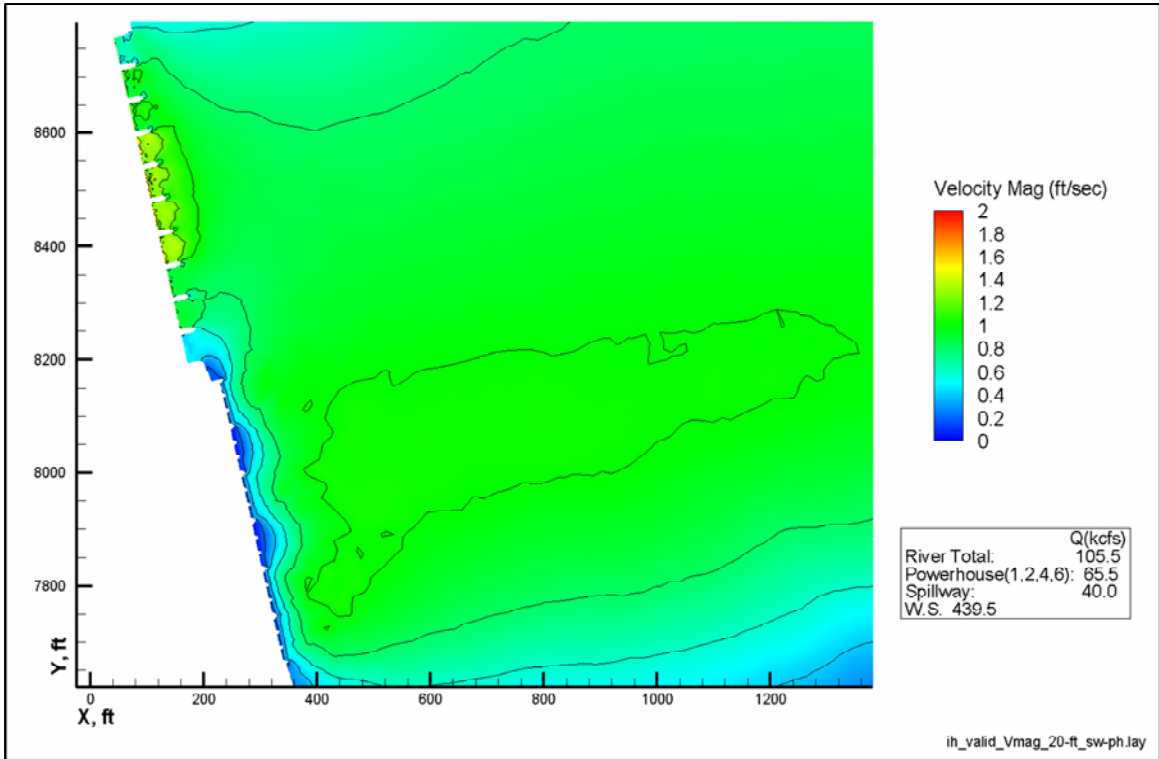 8600
8400
8200
8000
7800
Y, ft
0 200 400 600 800 1000 1200
X, ft
Velocity Mag (ft/sec)
2
1.8
1.6
1.4
1.2
1
0.8
0.6
0.4
0.2
0
Q(kcfs)
River Total: 105.5
Powerhouse(1,2,4,6): 65.5
Spillway: 40.0
W.S. 439.5
ih_valid_Vmag_20-ft_sw-ph.lay